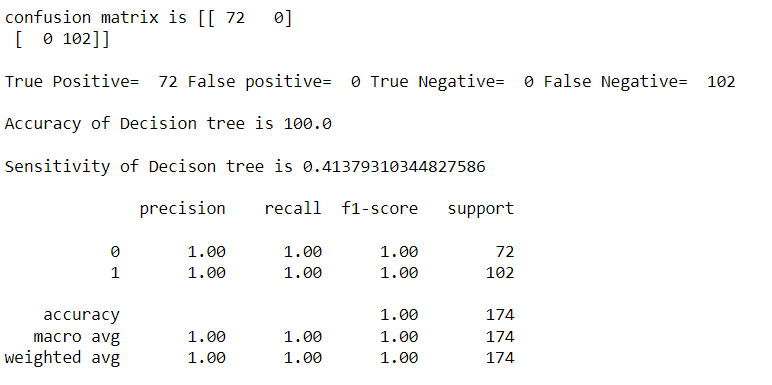 confusion matrix is [[ 72   0]
 [  0 102]]
True Positive=  72 False positive=  0 True Negative=  0 False Negative=  102
Accuracy of Decision tree is 100.0
Sensitivity of Decison tree is 0.41379310344827586
precision    recall  f1-score   support
0       1.00      1.00      1.00        72
1       1.00      1.00      1.00       102
accuracy                           1.00       174
macro avg       1.00      1.00      1.00       174
weighted avg       1.00      1.00      1.00       174